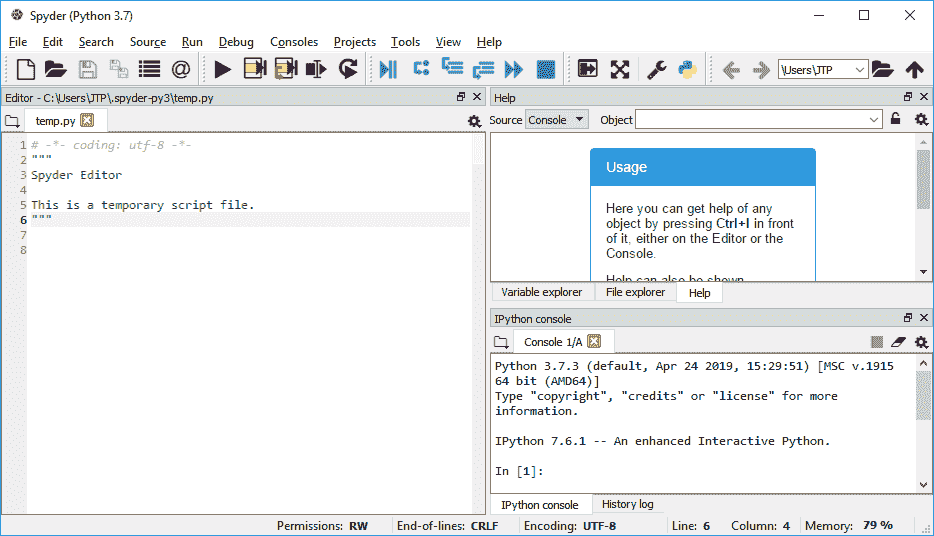 Spyder (Python 3.7)
File Edit Search Source Run Debug Consoles Projects Tools View Help
\Users\JTP
Editor - C:\Users\JTP\.spyder-py3\temp.py
temp.py
1 # -*- coding: utf-8 -*-
2 """
3 Spyder Editor
4
5 This is a temporary script file.
6 """
7
8
Help
Source Console Object
Usage
Here you can get help of any
object by pressing Ctrl+I in front
of it, either on the Editor or the
Console.
Help can also be shown
Variable explorer File explorer Help
IPython console
Console 1/A
Python 3.7.3 (default, Apr 24 2019, 15:29:51) [MSC v.1915
64 bit (AMD64)]
Type "copyright", "credits" or "license" for more
information.
IPython 7.6.1 -- An enhanced Interactive Python.
In [1]:
IPython console History log
Permissions: RW End-of-lines: CRLF Encoding: UTF-8 Line: 6 Column: 4 Memory: 79 %